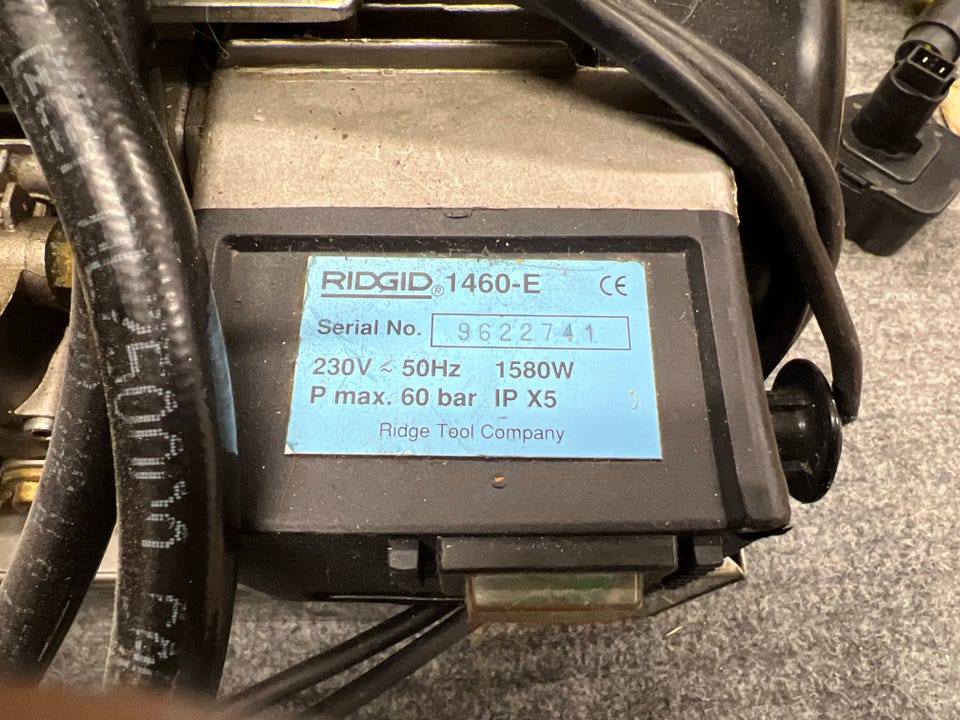 RIDGID® 1460-E CE
Serial No. 9622741
230V ≂ 50Hz 1580W
P max. 60 bar IP X5
Ridge Tool Company